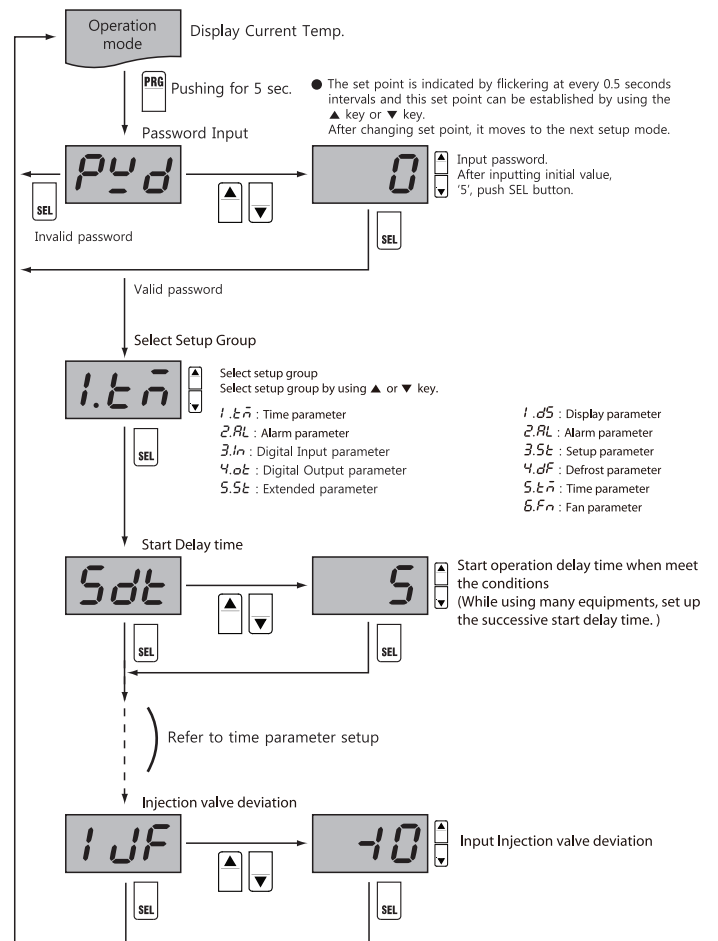 Operation
mode
Display Current Temp.
PRG
Pushing for 5 sec.
● The set point is indicated by flickering at every 0.5 seconds
intervals and this set point can be established by using the
▲ key or ▼ key.
After changing set point, it moves to the next setup mode.
Password Input
PYd
0
Input password.
After inputting initial value,
'5', push SEL button.
SEL
Invalid password
SEL
Valid password
Select Setup Group
1.tm
Select setup group
Select setup group by using ▲ or ▼ key.
1.tm : Time parameter
2.AL : Alarm parameter
3.In : Digital Input parameter
4.ot : Digital Output parameter
5.St : Extended parameter
1.dS : Display parameter
2.AL : Alarm parameter
3.St : Setup parameter
4.dF : Defrost parameter
5.tm : Time parameter
6.Fn : Fan parameter
SEL
Start Delay time
Sdt
5
Start operation delay time when meet
the conditions
(While using many equipments, set up
the successive start delay time. )
SEL
SEL
Refer to time parameter setup
Injection valve deviation
IJF
-10
Input Injection valve deviation
SEL
SEL